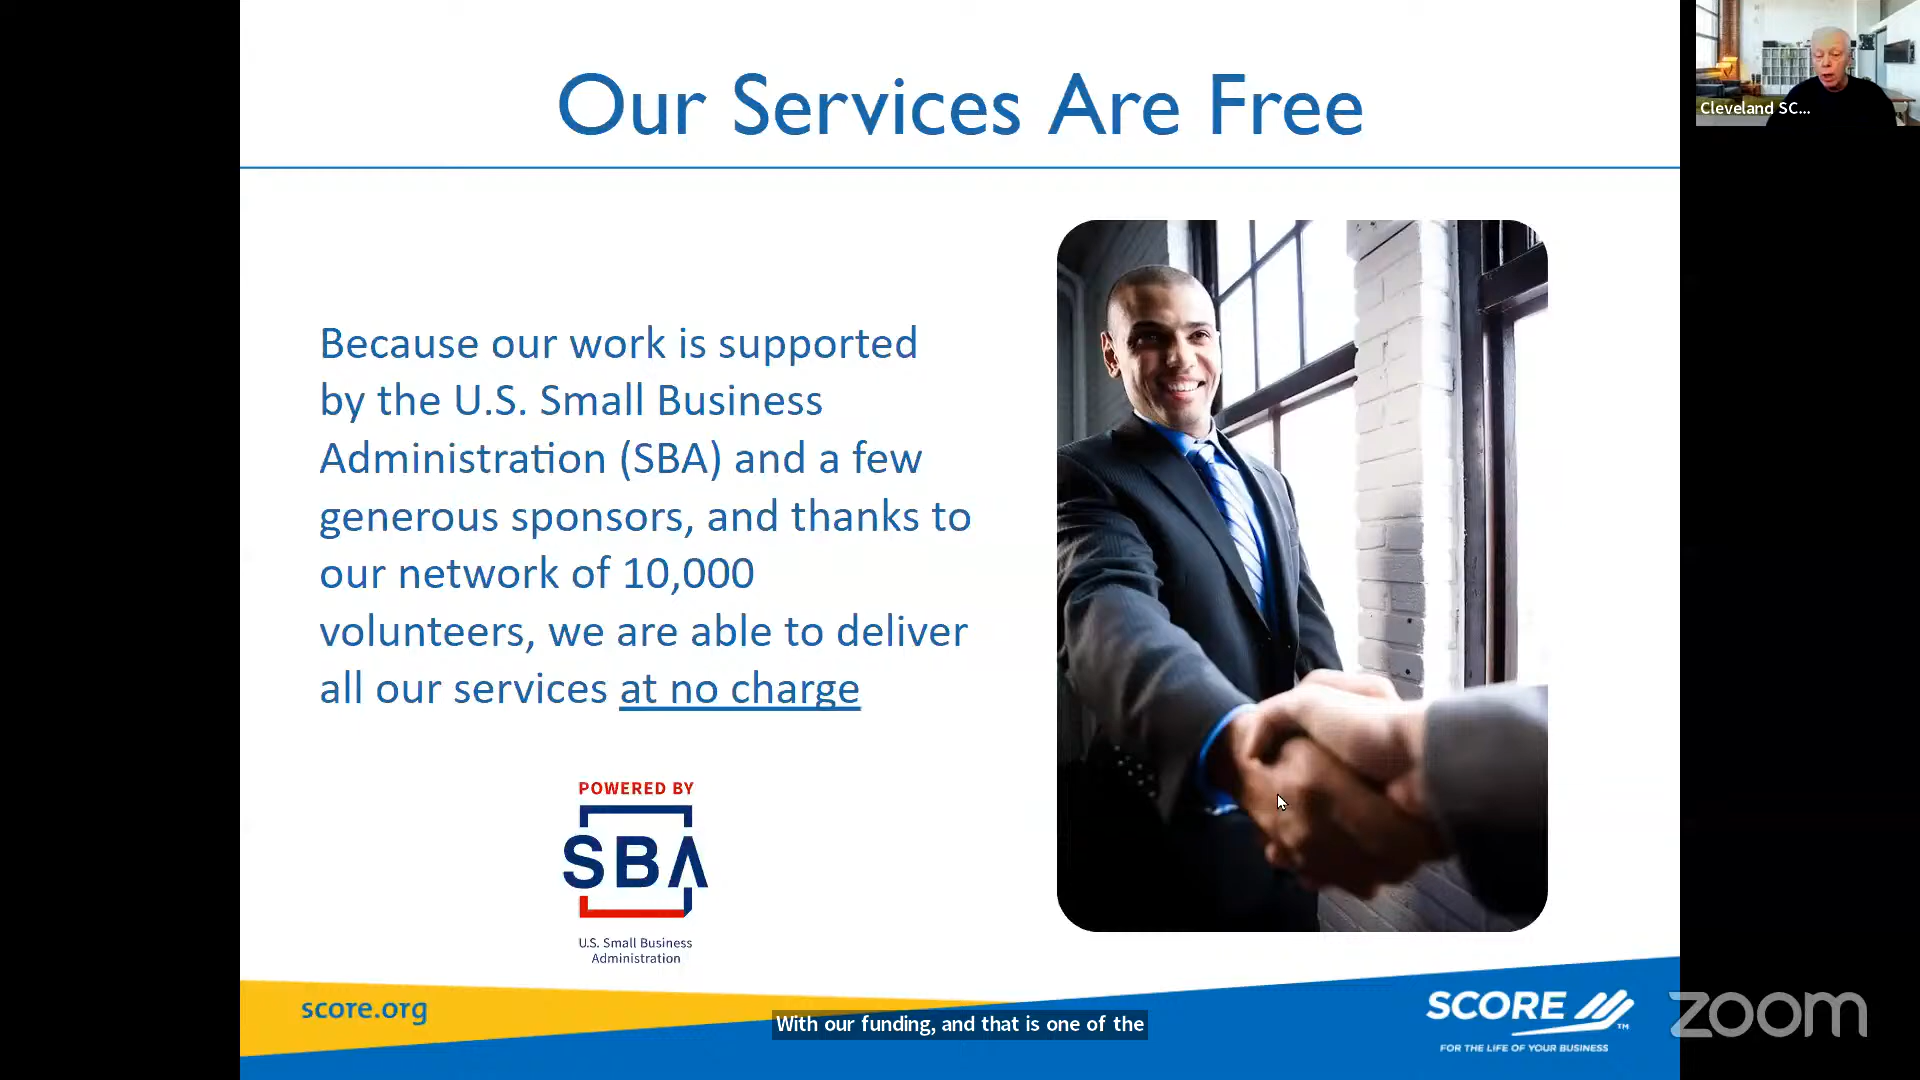 Our Services Are Free
Cleveland SC...
Because our work is supported
by the U.S. Small Business
Administration (SBA) and a few
generous sponsors, and thanks to
our network of 10,000
volunteers, we are able to deliver
all our services at no charge
POWERED BY
SBA
U.S. Small Business
Administration
score.org
With our funding, and that is one of the
SCORE TM
FOR THE LIFE OF YOUR BUSINESS
zoom